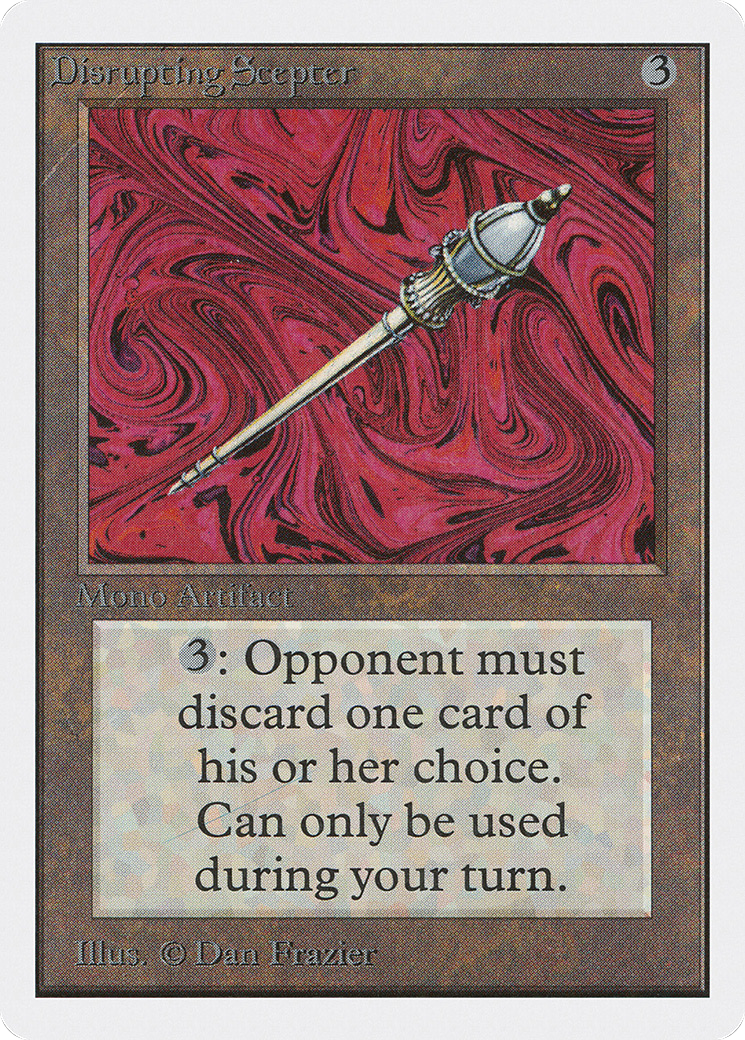 Disrupting Scepter 3
Mono Artifact
3: Opponent must
discard one card of
his or her choice.
Can only be used
during your turn.
Illus. © Dan Frazier